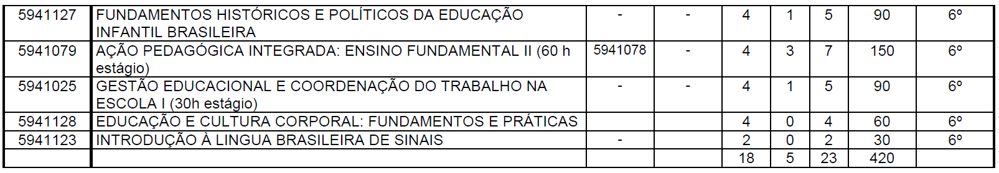 5941127 FUNDAMENTOS HISTÓRICOS E POLÍTICOS DA EDUCAÇÃO - - 4 1 5 90 6º
INFANTIL BRASILEIRA
5941079 AÇÃO PEDAGÓGICA INTEGRADA: ENSINO FUNDAMENTAL II (60 h 5941078 - 4 3 7 150 6º
estágio)
5941025 GESTÃO EDUCACIONAL E COORDENAÇÃO DO TRABALHO NA - - 4 1 5 90 6º
ESCOLA I (30h estágio)
5941128 EDUCAÇÃO E CULTURA CORPORAL: FUNDAMENTOS E PRÁTICAS 4 0 4 60 6º
5941123 INTRODUÇÃO À LINGUA BRASILEIRA DE SINAIS - 2 0 2 30 6º
18 5 23 420